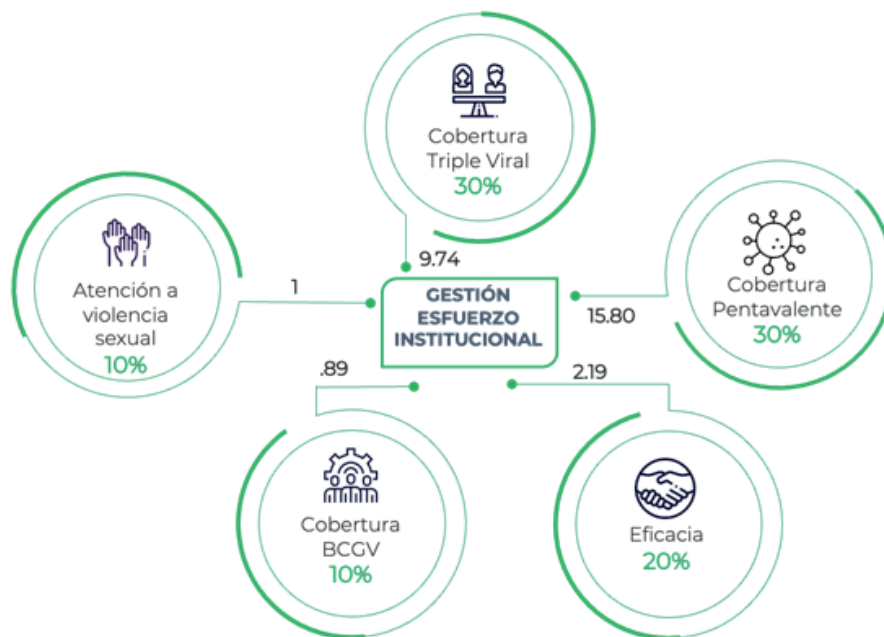 Cobertura
Triple Viral
30%
9.74
Atención a
violencia
sexual
10%
1
GESTIÓN
ESFUERZO
INSTITUCIONAL
Cobertura
Pentavalente
30%
15.80
.89
2.19
Cobertura
BCGV
10%
Eficacia
20%